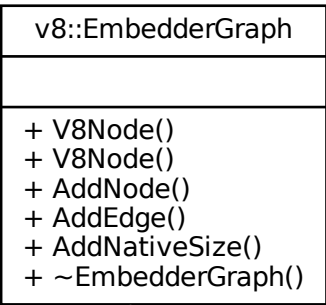 v8::EmbedderGraph
+ V8Node()
+ V8Node()
+ AddNode()
+ AddEdge()
+ AddNativeSize()
+ ~EmbedderGraph()